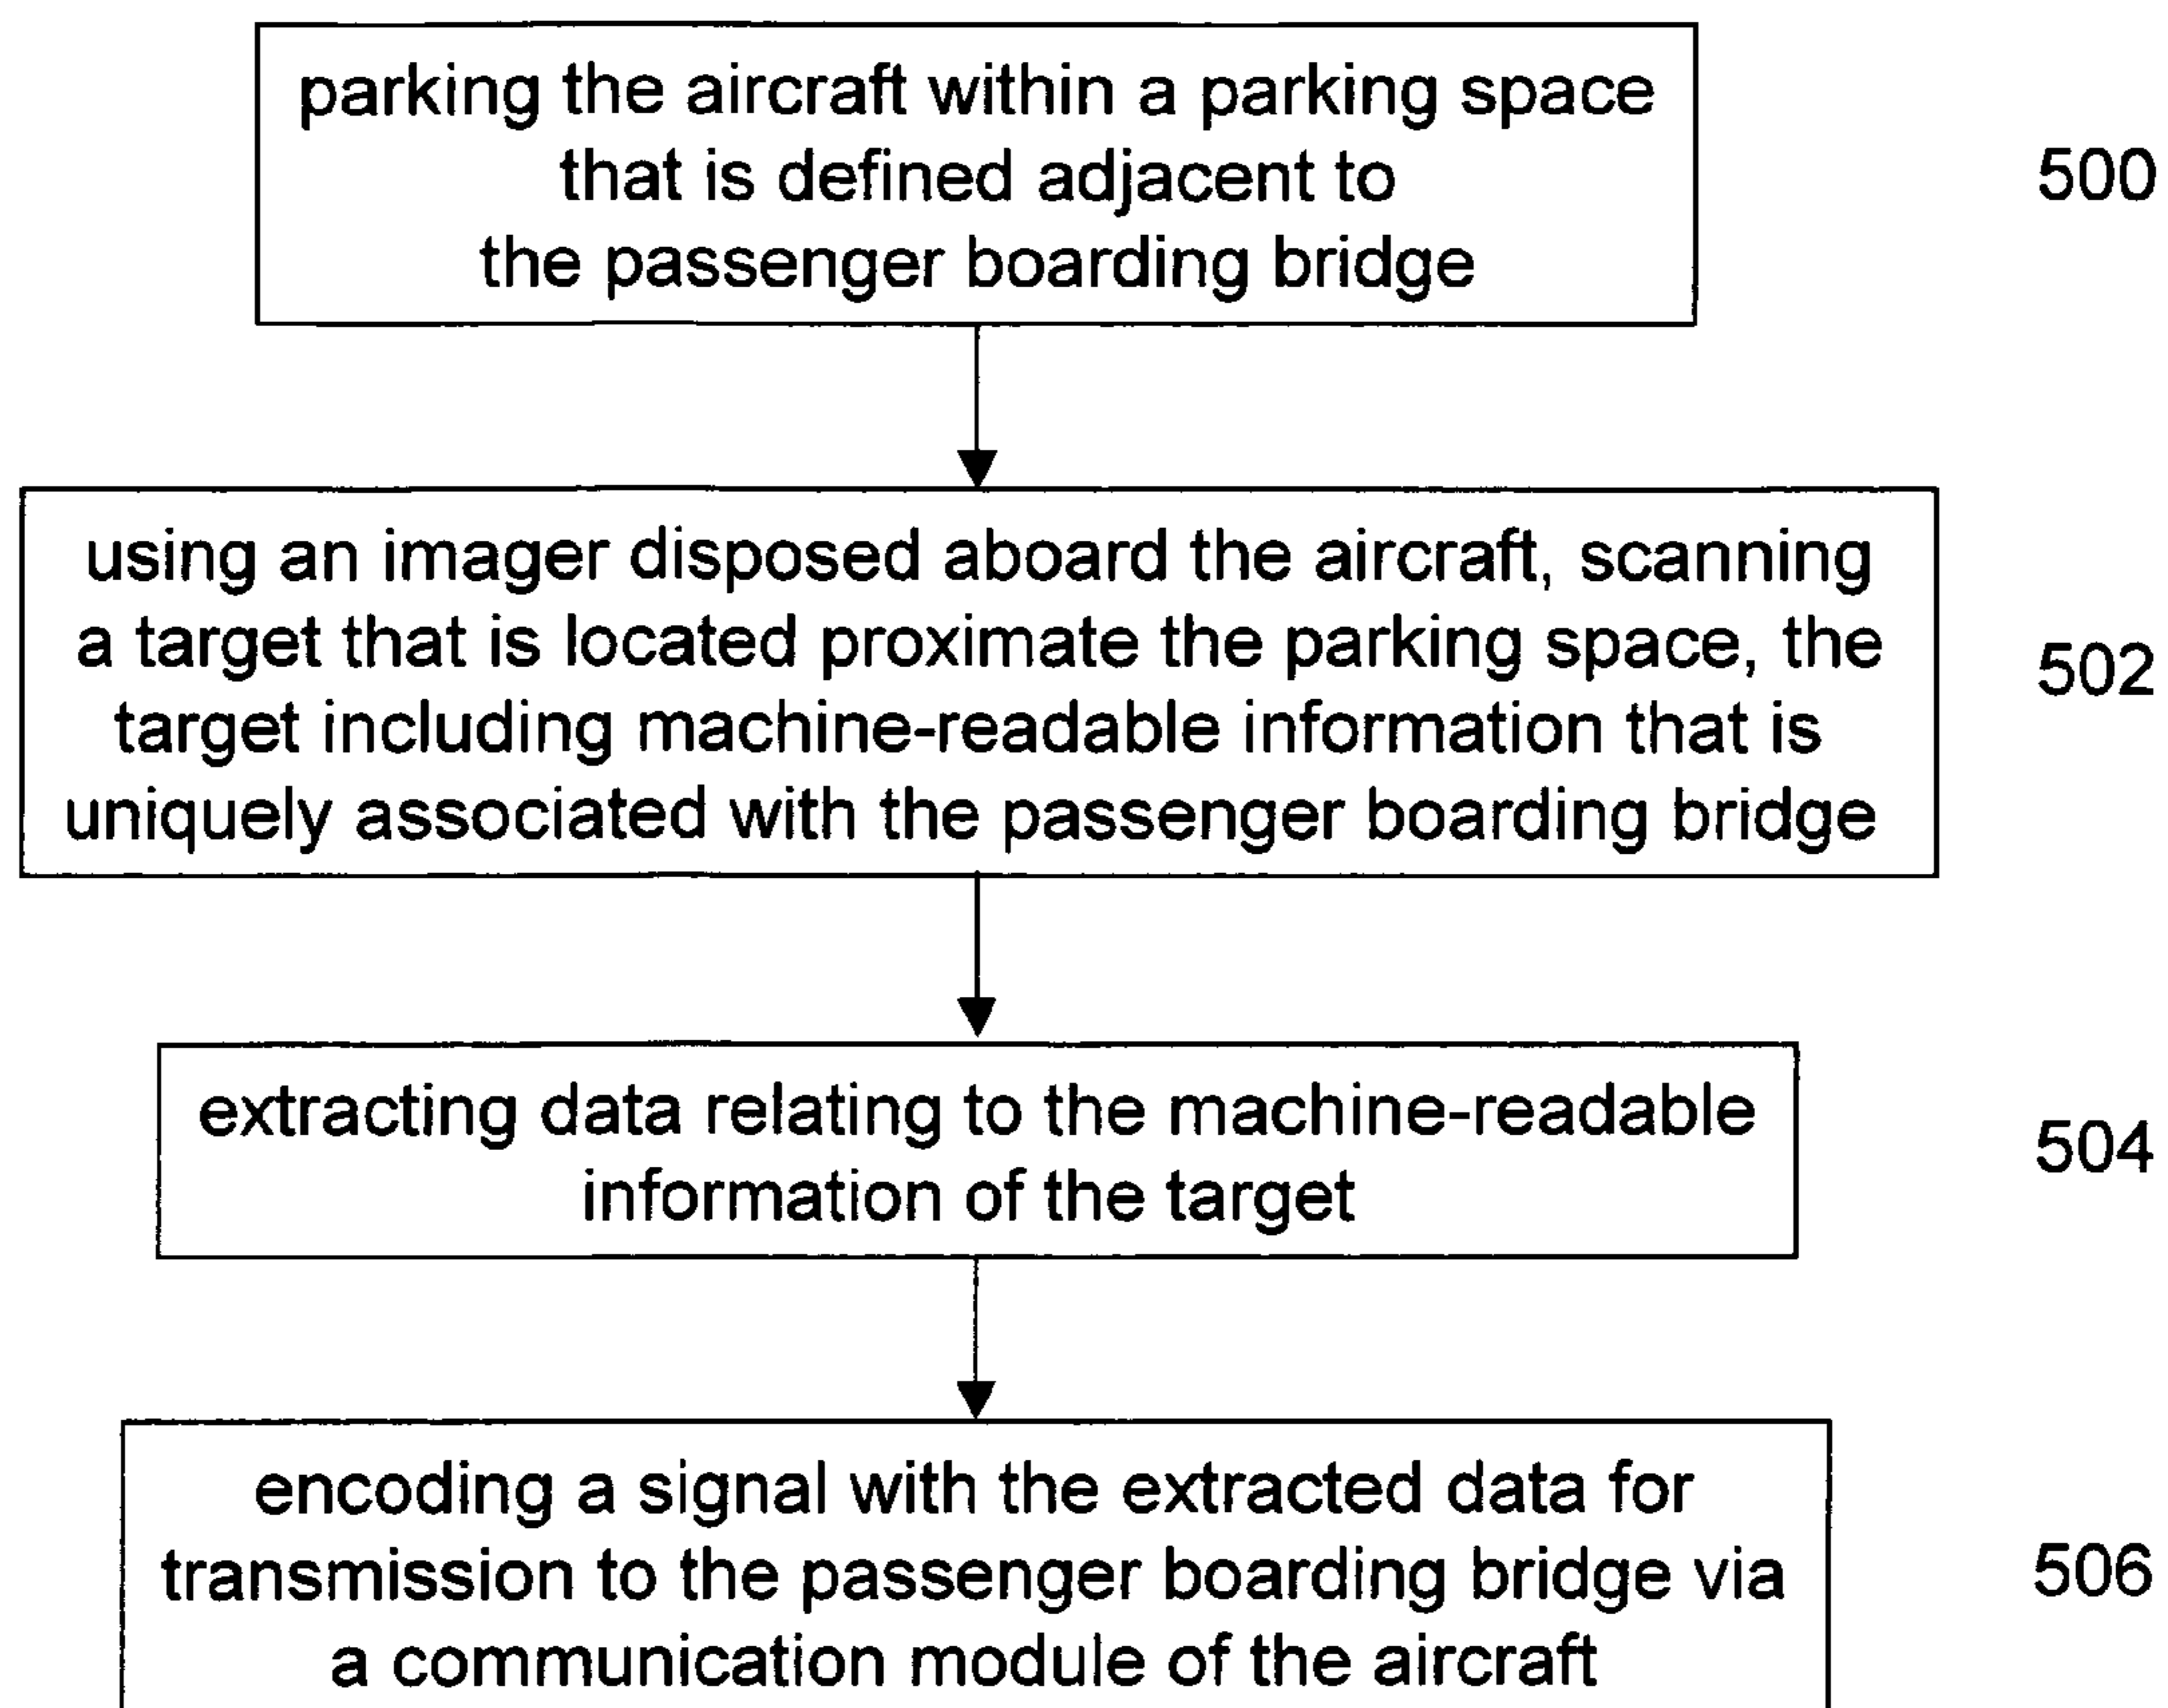 parking the aircraft within a parking space
that is defined adjacent to
the passenger boarding bridge
500
using an imager disposed aboard the aircraft, scanning
a target that is located proximate the parking space, the
target including machine-readable information that is
uniquely associated with the passenger boarding bridge
502
extracting data relating to the machine-readable
information of the target
504
encoding a signal with the extracted data for
transmission to the passenger boarding bridge via
a communication module of the aircraft
506